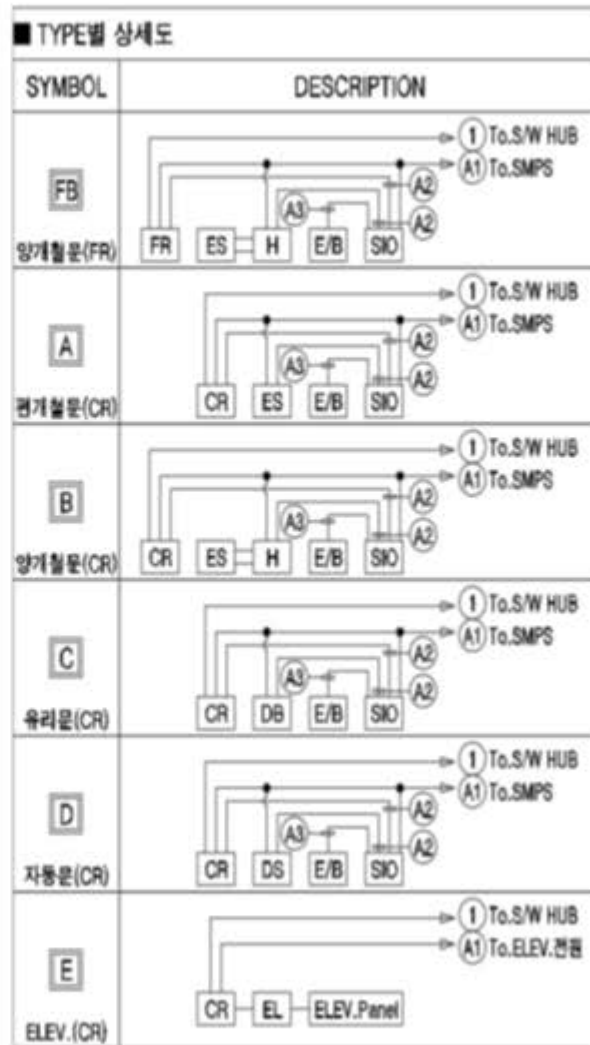 ■ TYPE별 상세도
SYMBOL DESCRIPTION
FB
양개철문(FR)
1 To.S/W HUB
A1 To.SMPS
A2
A3 A2
FR ES H E/B SIO
A
편개철문(CR)
1 To.S/W HUB
A1 To.SMPS
A2
A3 A2
CR ES E/B SIO
B
양개철문(CR)
1 To.S/W HUB
A1 To.SMPS
A2
A3 A2
CR ES H E/B SIO
C
유리문(CR)
1 To.S/W HUB
A1 To.SMPS
A2
A3 A2
CR DB E/B SIO
D
자동문(CR)
1 To.S/W HUB
A1 To.SMPS
A2
A3 A2
CR DS E/B SIO
E
ELEV.(CR)
1 To.S/W HUB
A1 To.ELEV.전원
CR EL ELEV.Panel